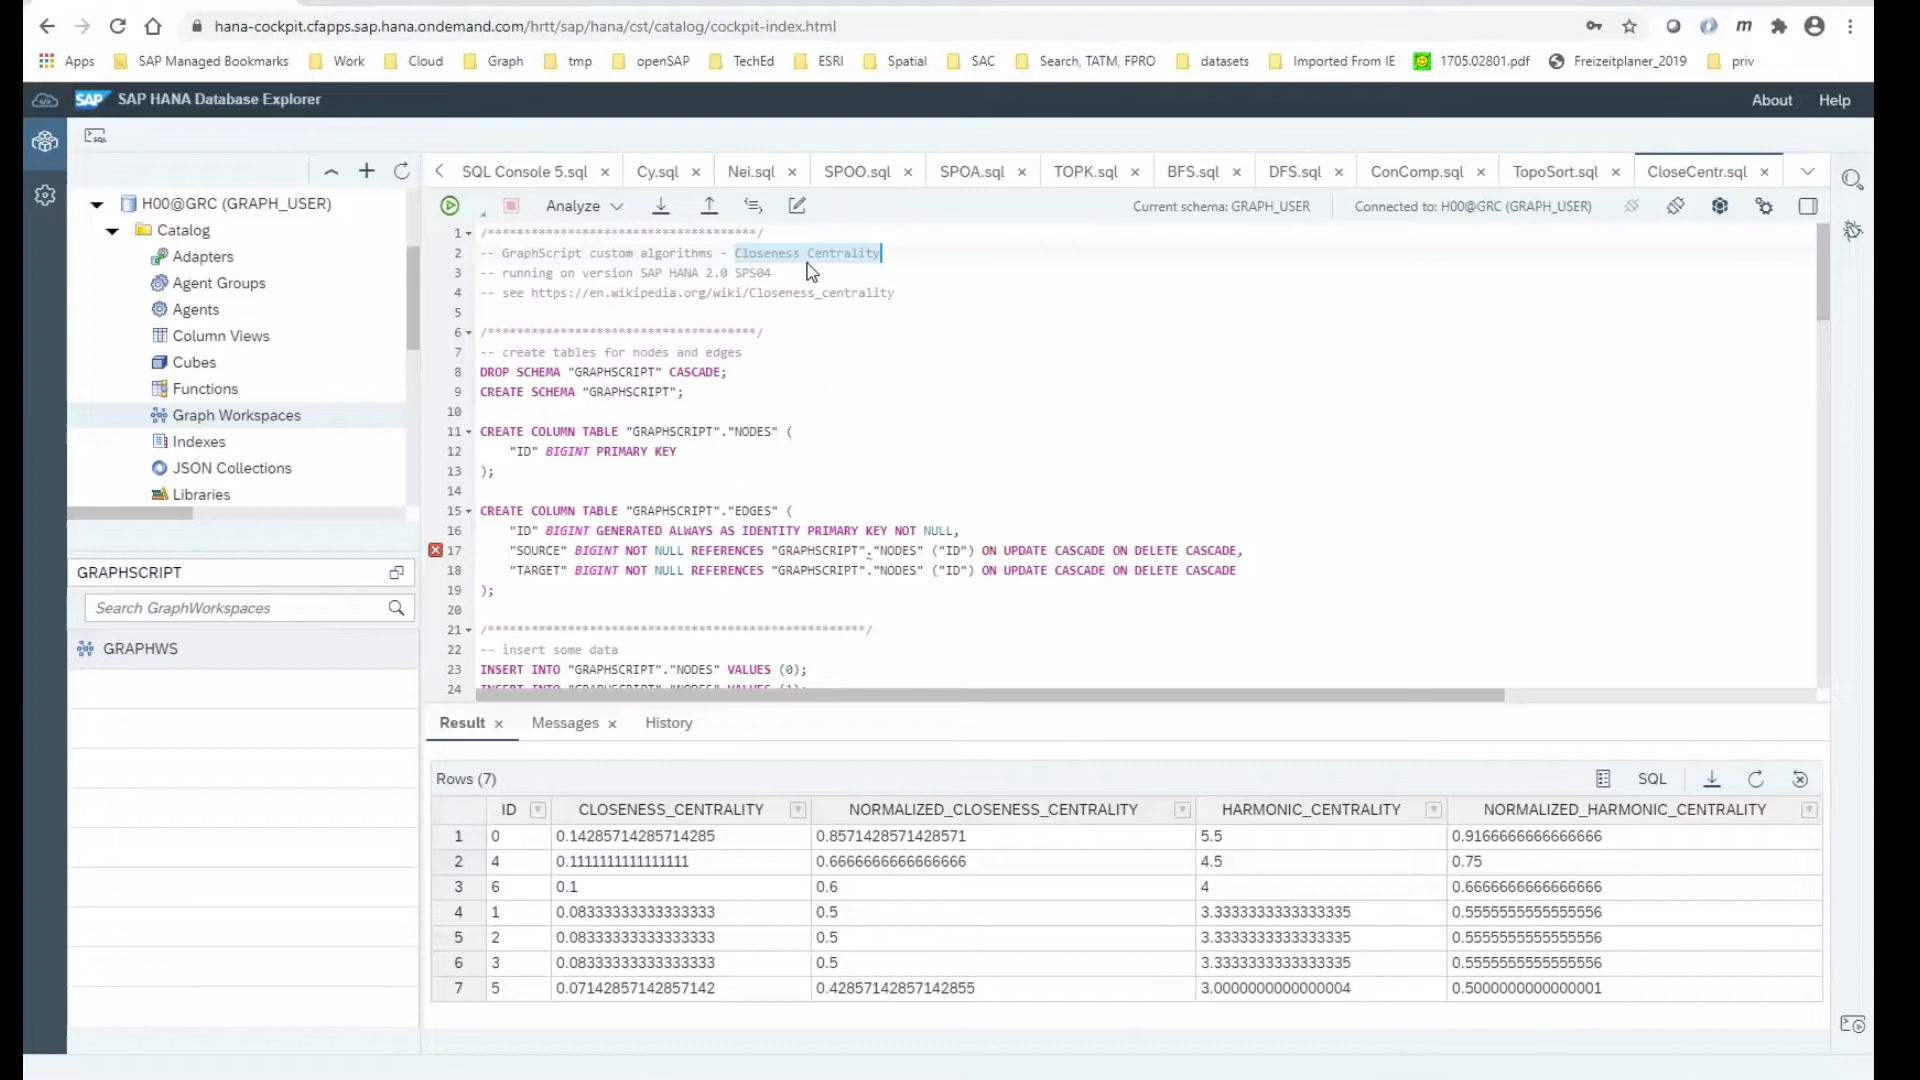 hana-cockpit.cfapps.sap.hana.ondemand.com/hrtt/sap/hana/cst/catalog/cockpit-index.html
Apps SAP Managed Bookmarks Work Cloud Graph tmp openSAP TechEd ESRI Spatial SAC Search, TATM, FPRO datasets Imported From IE 1705.02801.pdf Freizeitplaner_2019 priv
SAP SAP HANA Database Explorer About Help
SQL Console 5.sql Cy.sql Nei.sql SPOO.sql SPOA.sql TOPK.sql BFS.sql DFS.sql ConComp.sql TopoSort.sql CloseCentr.sql
Analyze Current schema: GRAPH_USER Connected to: H00@GRC (GRAPH_USER)
H00@GRC (GRAPH_USER)
Catalog
Adapters
Agent Groups
Agents
Column Views
Cubes
Functions
Graph Workspaces
Indexes
JSON Collections
Libraries
GRAPHSCRIPT
Search GraphWorkspaces
GRAPHWS
1 /*************************************/
2 -- GraphScript custom algorithms - Closeness Centrality
3 -- running on version SAP HANA 2.0 SPS04
4 -- see https://en.wikipedia.org/wiki/Closeness_centrality
5
6 /*************************************/
7 -- create tables for nodes and edges
8 DROP SCHEMA "GRAPHSCRIPT" CASCADE;
9 CREATE SCHEMA "GRAPHSCRIPT";
10
11 CREATE COLUMN TABLE "GRAPHSCRIPT"."NODES" (
12 "ID" BIGINT PRIMARY KEY
13 );
14
15 CREATE COLUMN TABLE "GRAPHSCRIPT"."EDGES" (
16 "ID" BIGINT GENERATED ALWAYS AS IDENTITY PRIMARY KEY NOT NULL,
17 "SOURCE" BIGINT NOT NULL REFERENCES "GRAPHSCRIPT"."NODES" ("ID") ON UPDATE CASCADE ON DELETE CASCADE,
18 "TARGET" BIGINT NOT NULL REFERENCES "GRAPHSCRIPT"."NODES" ("ID") ON UPDATE CASCADE ON DELETE CASCADE
19 );
20
21 /****************************************************/
22 -- insert some data
23 INSERT INTO "GRAPHSCRIPT"."NODES" VALUES (0);
24 INSERT INTO "GRAPHSCRIPT"."NODES" VALUES (1);
Result Messages History
Rows (7) SQL
ID CLOSENESS_CENTRALITY NORMALIZED_CLOSENESS_CENTRALITY HARMONIC_CENTRALITY NORMALIZED_HARMONIC_CENTRALITY
1 0 0.14285714285714285 0.8571428571428571 5.5 0.9166666666666666
2 4 0.1111111111111111 0.6666666666666666 4.5 0.75
3 6 0.1 0.6 4 0.6666666666666666
4 1 0.08333333333333333 0.5 3.3333333333333335 0.5555555555555556
5 2 0.08333333333333333 0.5 3.3333333333333335 0.5555555555555556
6 3 0.08333333333333333 0.5 3.3333333333333335 0.5555555555555556
7 5 0.07142857142857142 0.42857142857142855 3.0000000000000004 0.5000000000000001